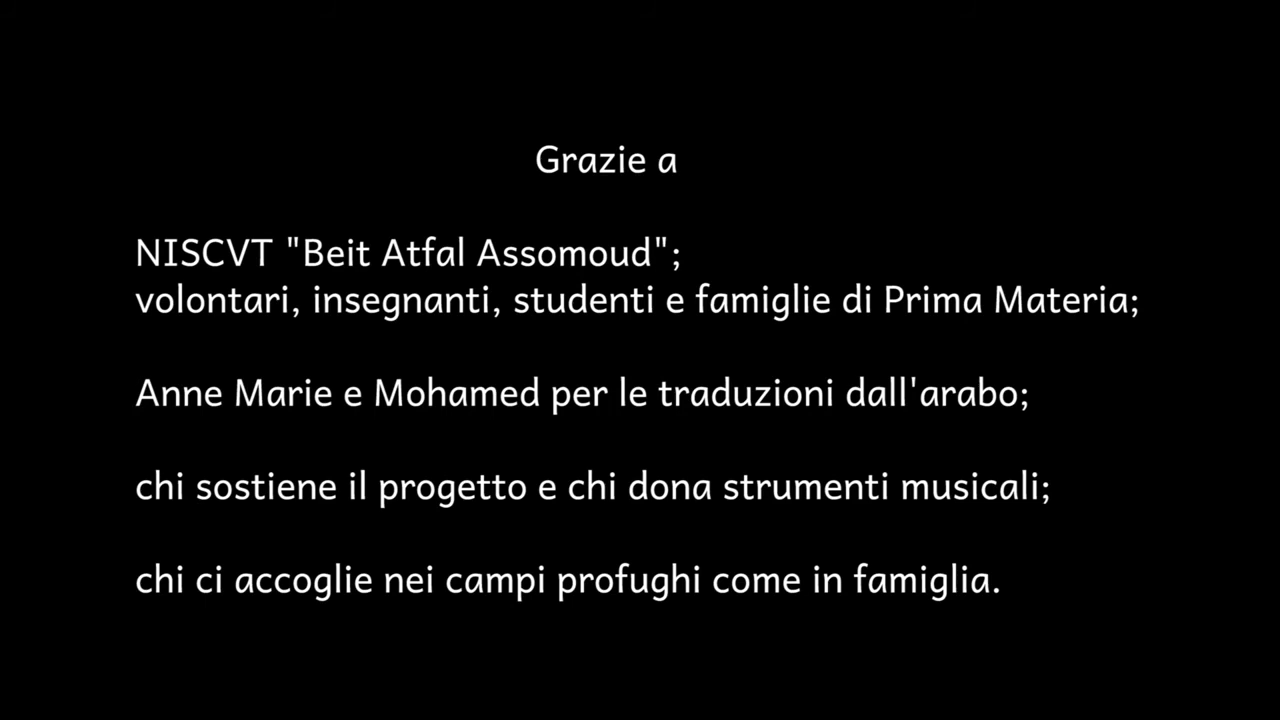 Grazie a
NISCVT "Beit Atfal Assomoud";
volontari, insegnanti, studenti e famiglie di Prima Materia;
Anne Marie e Mohamed per le traduzioni dall'arabo;
chi sostiene il progetto e chi dona strumenti musicali;
chi ci accoglie nei campi profughi come in famiglia.